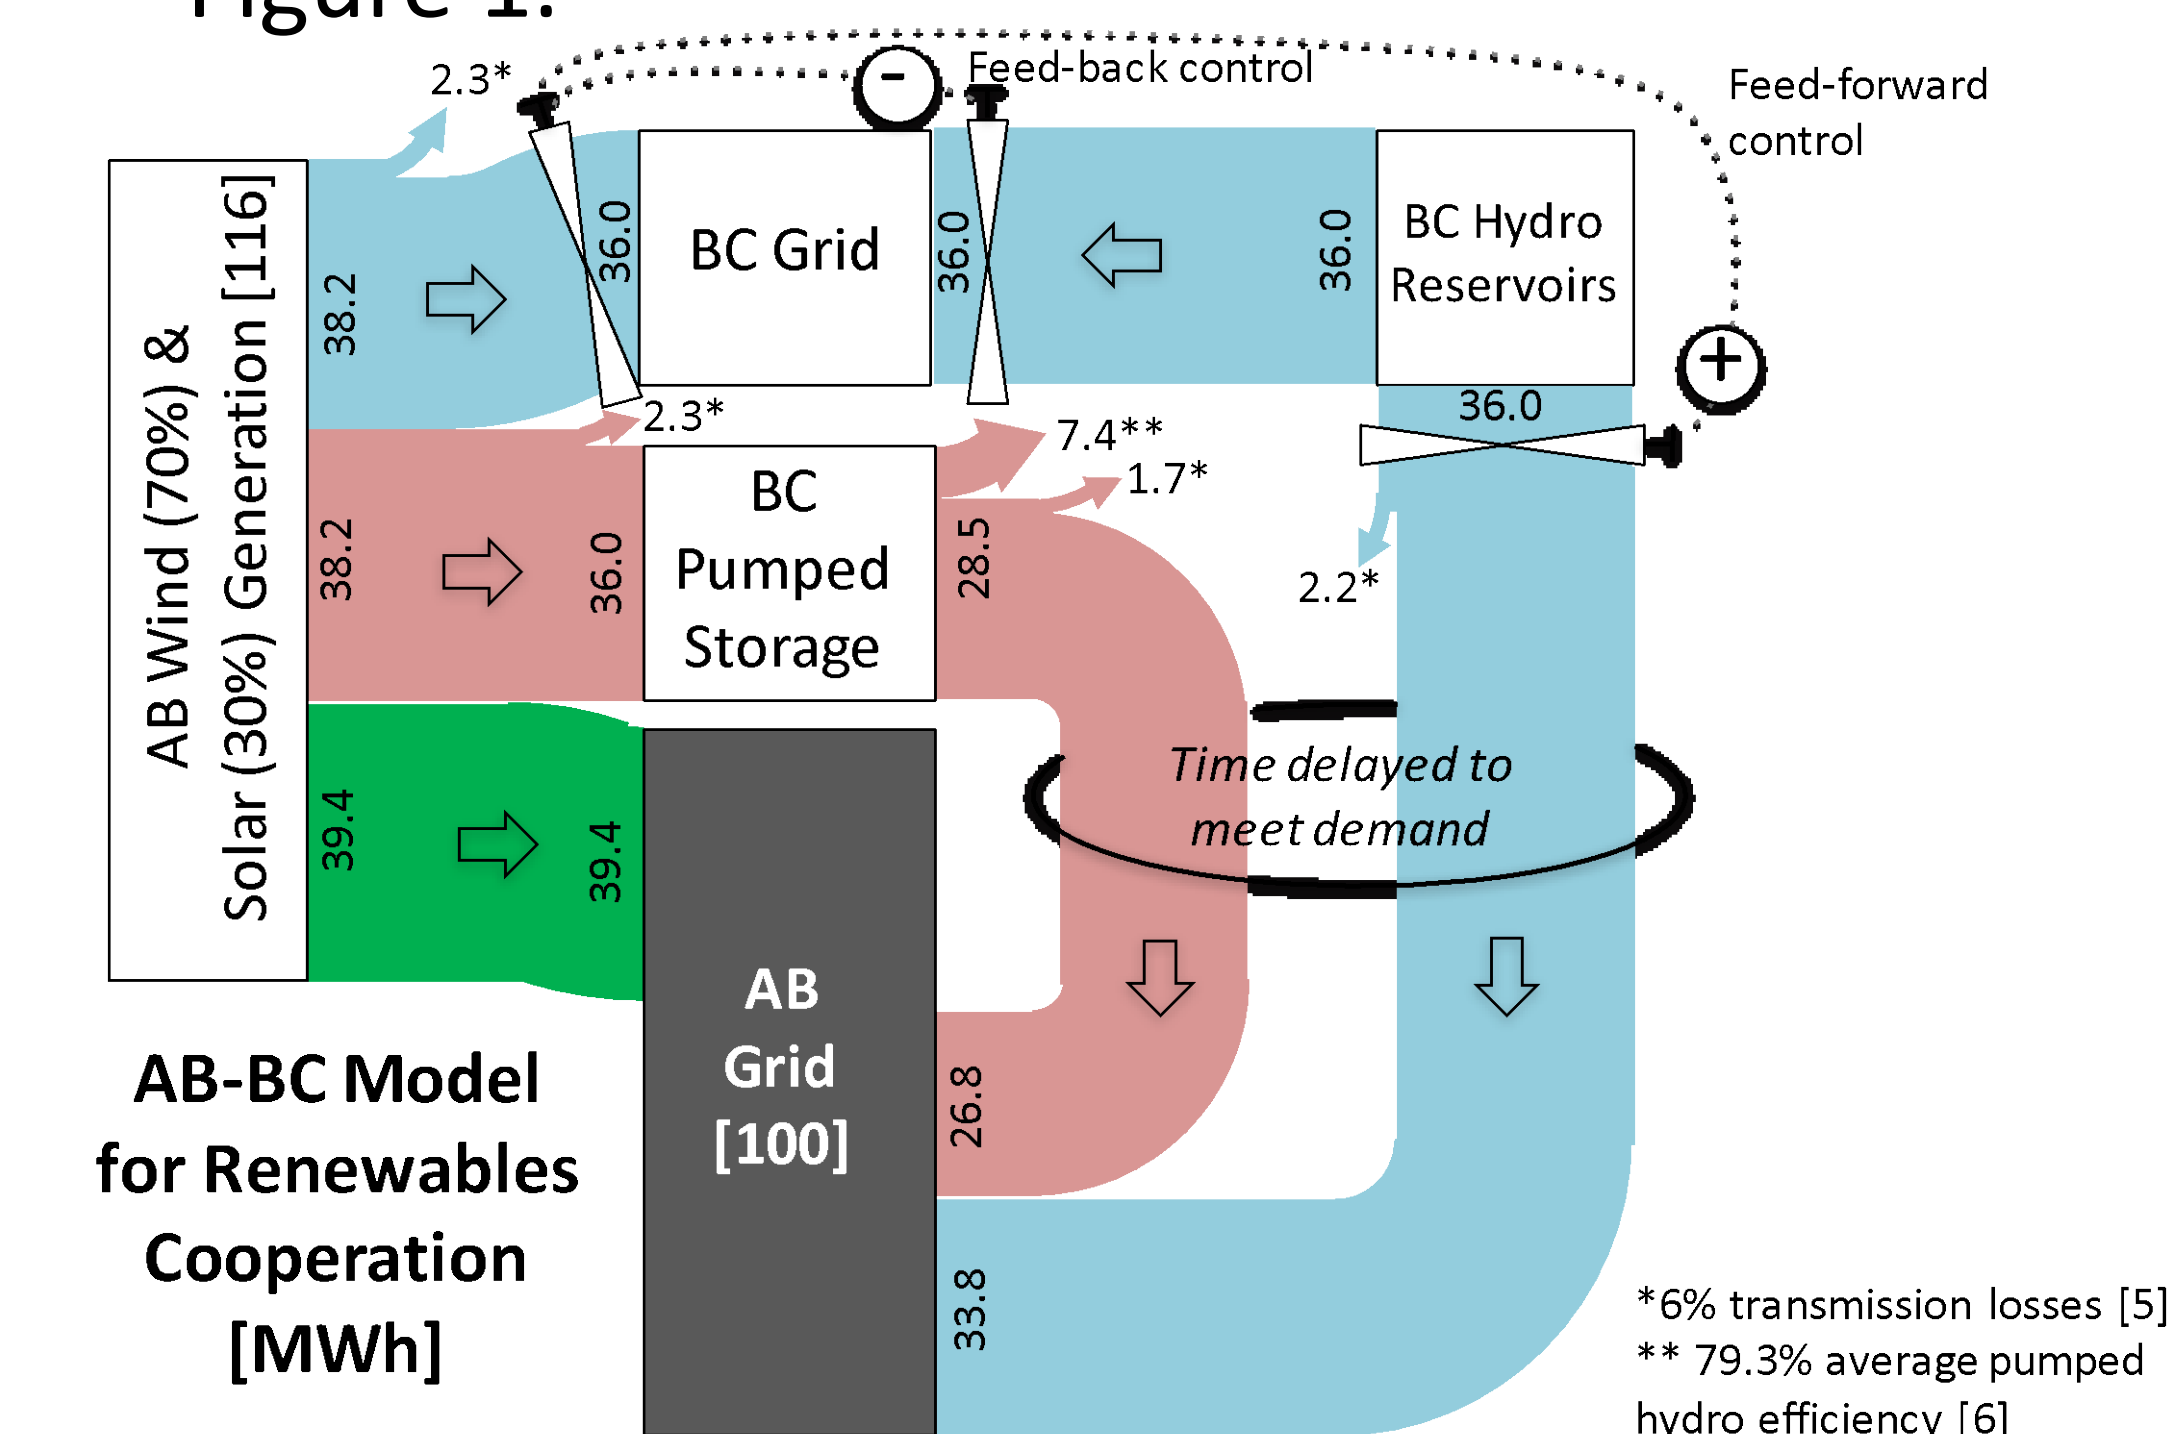 Figure 1.
2.3*
Feed-back control
Feed-forward
control
-
+
AB Wind (70%) &
Solar (30%) Generation [116]
38.2
36.0
BC Grid
36.0
36.0
BC Hydro
Reservoirs
36.0
2.3*
7.4**
1.7*
2.2*
38.2
36.0
BC
Pumped
Storage
28.5
39.4
39.4
Time delayed to
meet demand
AB
Grid
[100]
26.8
33.8
AB-BC Model
for Renewables
Cooperation
[MWh]
*6% transmission losses [5]
** 79.3% average pumped
hydro efficiency [6]